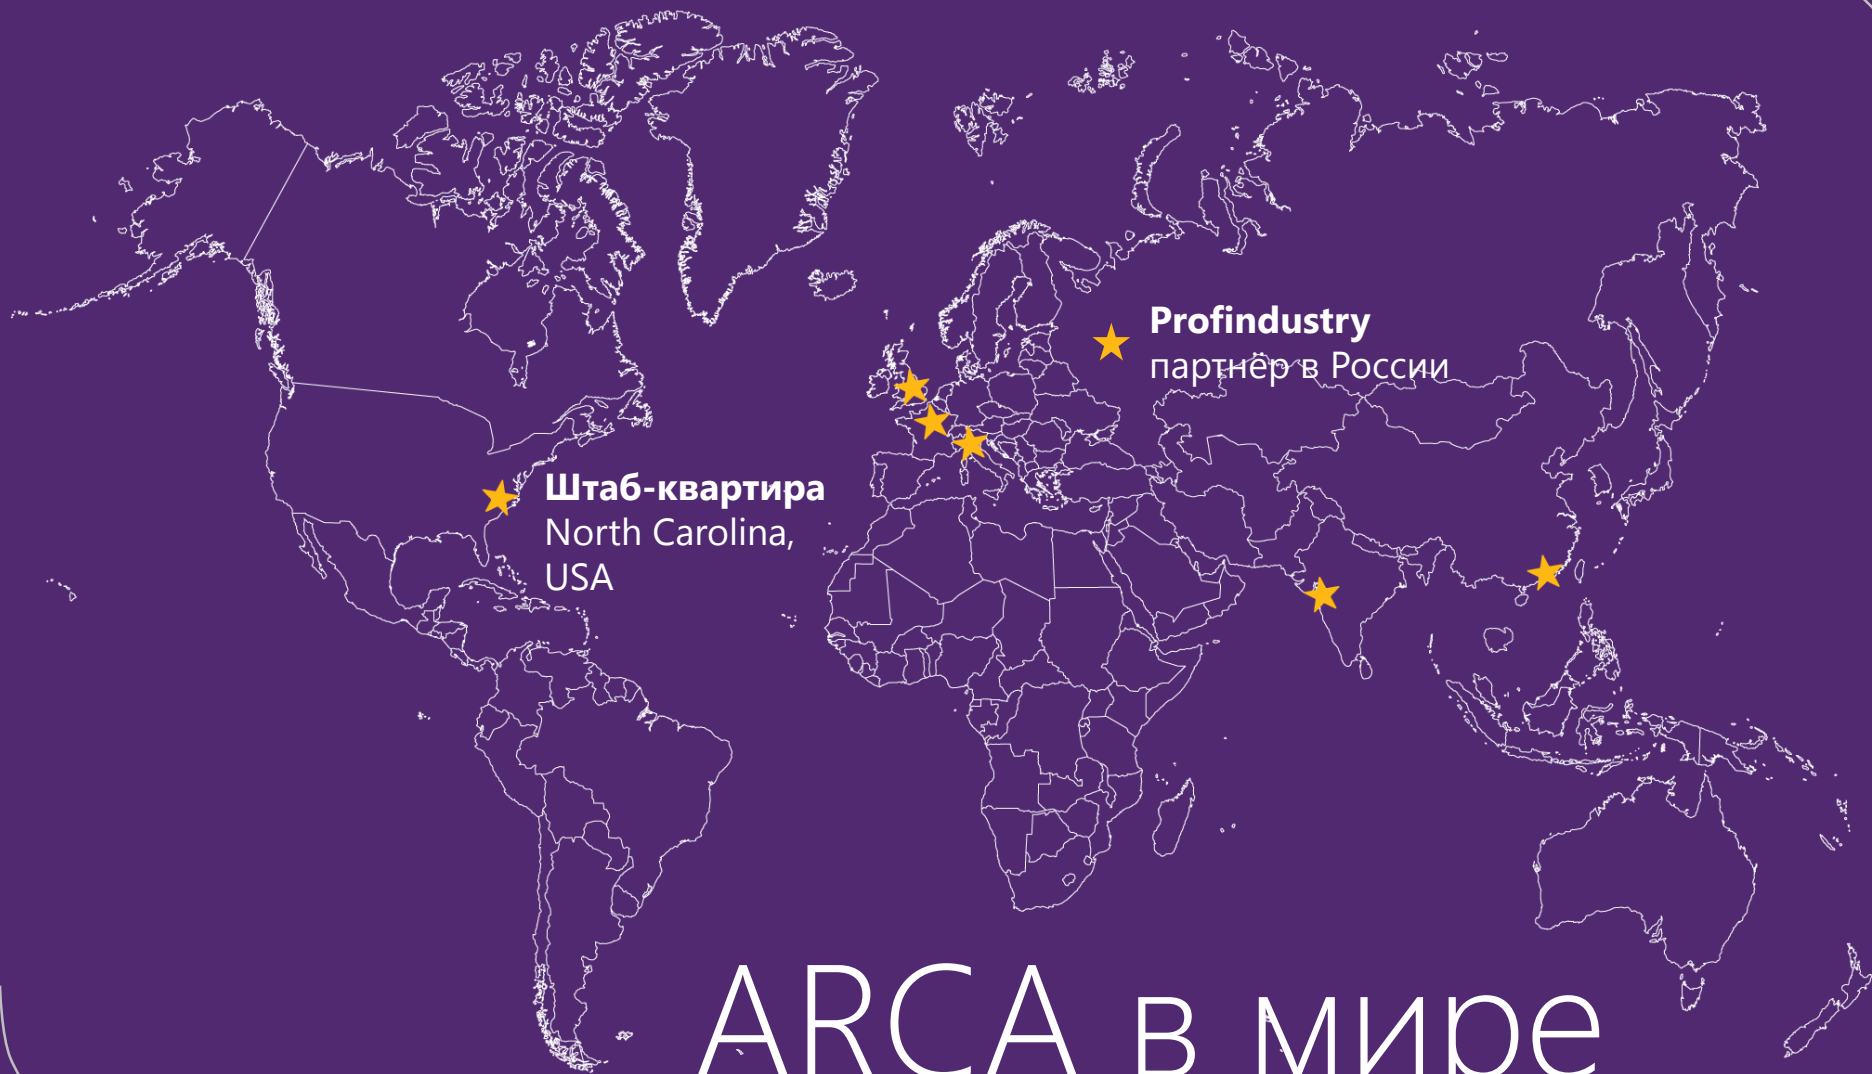 Profindustry
партнёр в России
Штаб-квартира
North Carolina,
USA
ARCA в мире